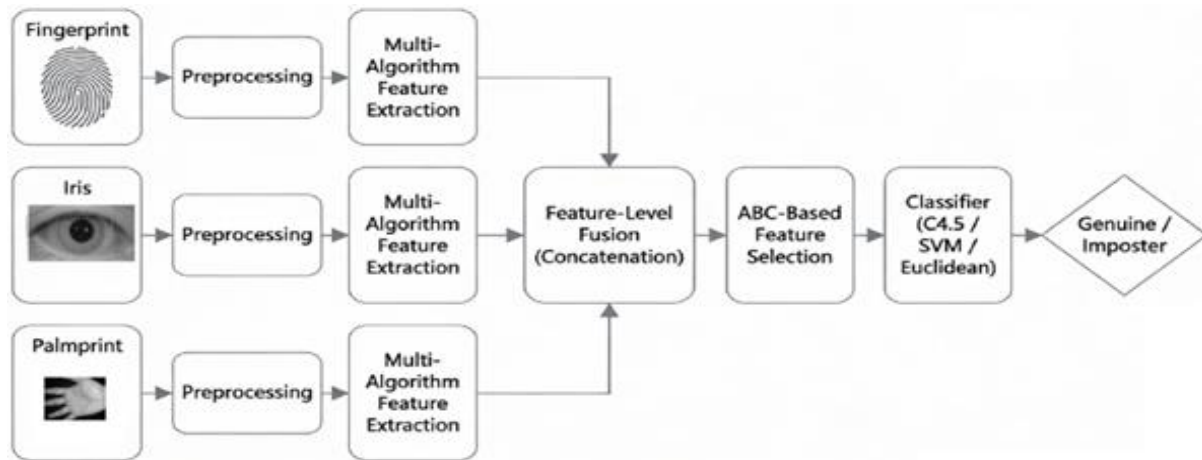 Fingerprint
Preprocessing
Multi-
Algorithm
Feature
Extraction
Iris
Preprocessing
Multi-
Algorithm
Feature
Extraction
Feature-Level
Fusion
(Concatenation)
ABC-Based
Feature
Selection
Classifier
(C4.5 /
SVM /
Euclidean)
Genuine /
Imposter
Palmprint
Preprocessing
Multi-
Algorithm
Feature
Extraction